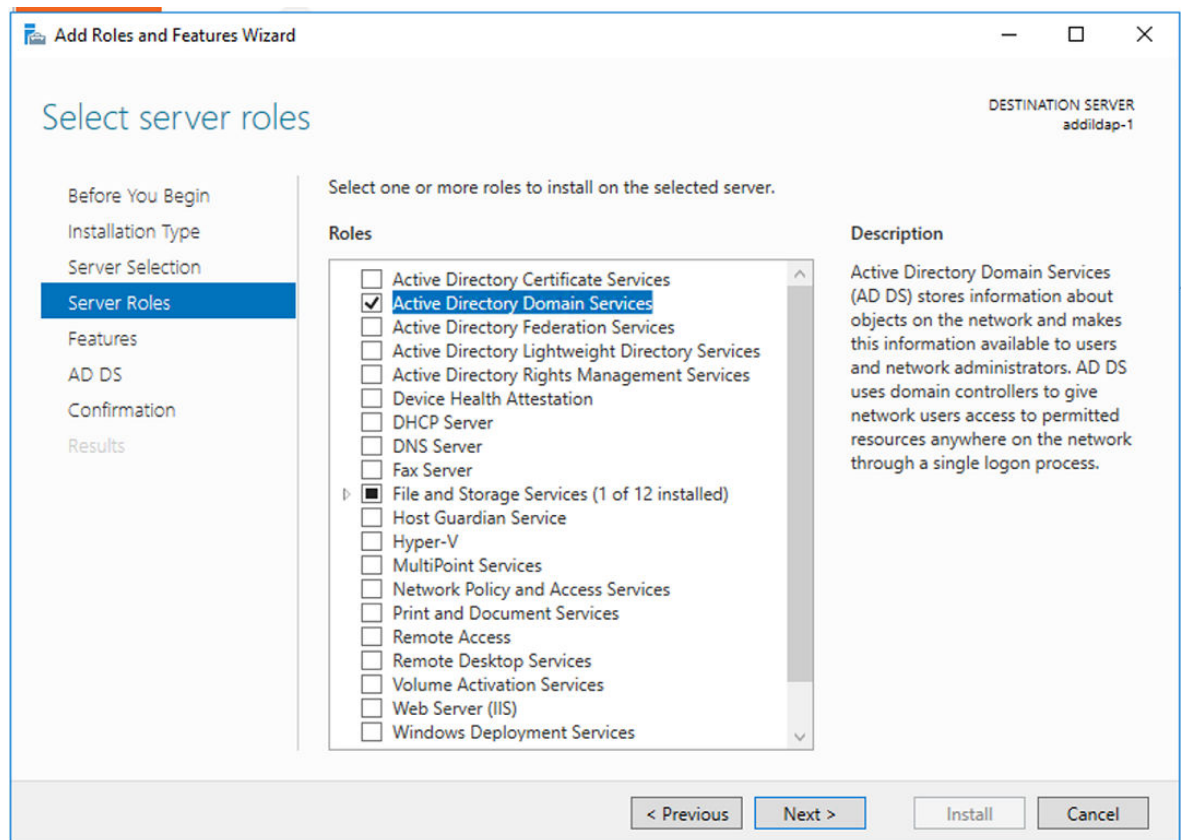 Add Roles and Features Wizard
Select server roles
DESTINATION SERVER
addildap-1
Before You Begin
Installation Type
Server Selection
Server Roles
Features
AD DS
Confirmation
Results
Select one or more roles to install on the selected server.
Roles
Active Directory Certificate Services
Active Directory Domain Services
Active Directory Federation Services
Active Directory Lightweight Directory Services
Active Directory Rights Management Services
Device Health Attestation
DHCP Server
DNS Server
Fax Server
File and Storage Services (1 of 12 installed)
Host Guardian Service
Hyper-V
MultiPoint Services
Network Policy and Access Services
Print and Document Services
Remote Access
Remote Desktop Services
Volume Activation Services
Web Server (IIS)
Windows Deployment Services
Description
Active Directory Domain Services
(AD DS) stores information about
objects on the network and makes
this information available to users
and network administrators. AD DS
uses domain controllers to give
network users access to permitted
resources anywhere on the network
through a single logon process.
< Previous
Next >
Install
Cancel